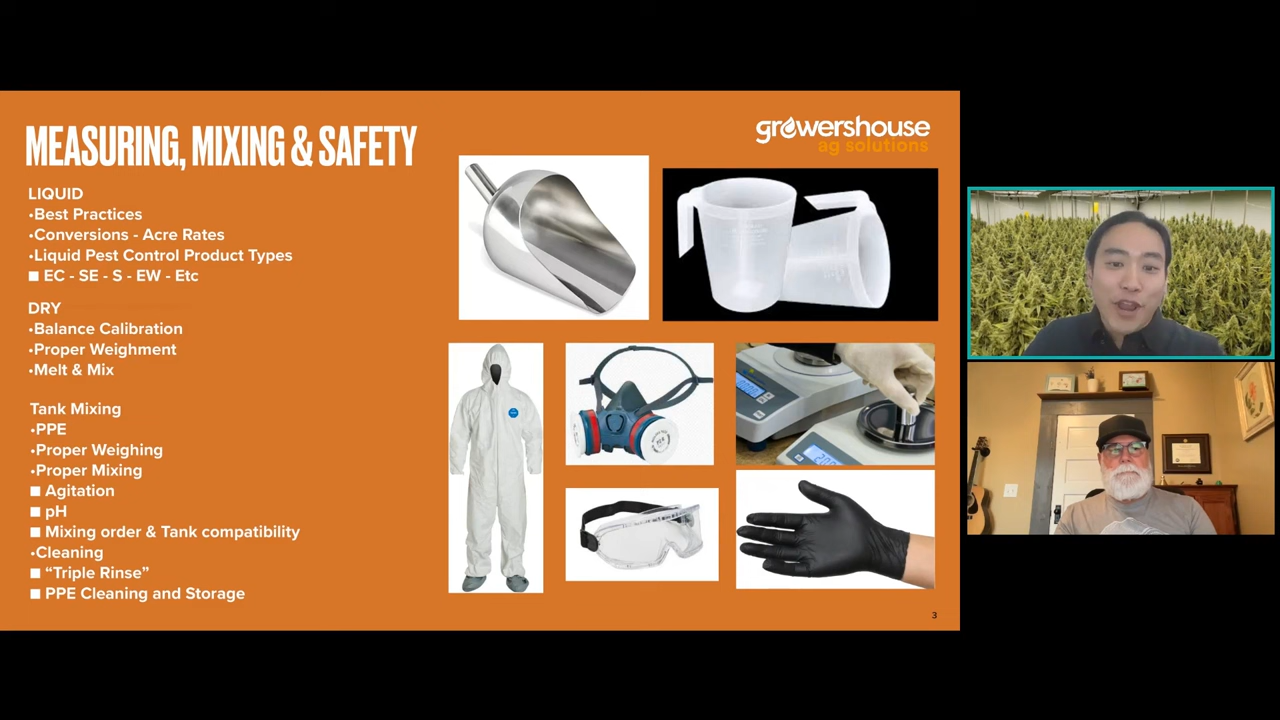 MEASURING, MIXING & SAFETY
growershouse
ag solutions
LIQUID
•Best Practices
•Conversions - Acre Rates
•Liquid Pest Control Product Types
■ EC - SE - S - EW - Etc
DRY
•Balance Calibration
•Proper Weighment
•Melt & Mix
Tank Mixing
•PPE
•Proper Weighing
•Proper Mixing
■ Agitation
■ pH
■ Mixing order & Tank compatibility
•Cleaning
■ “Triple Rinse”
■ PPE Cleaning and Storage
3